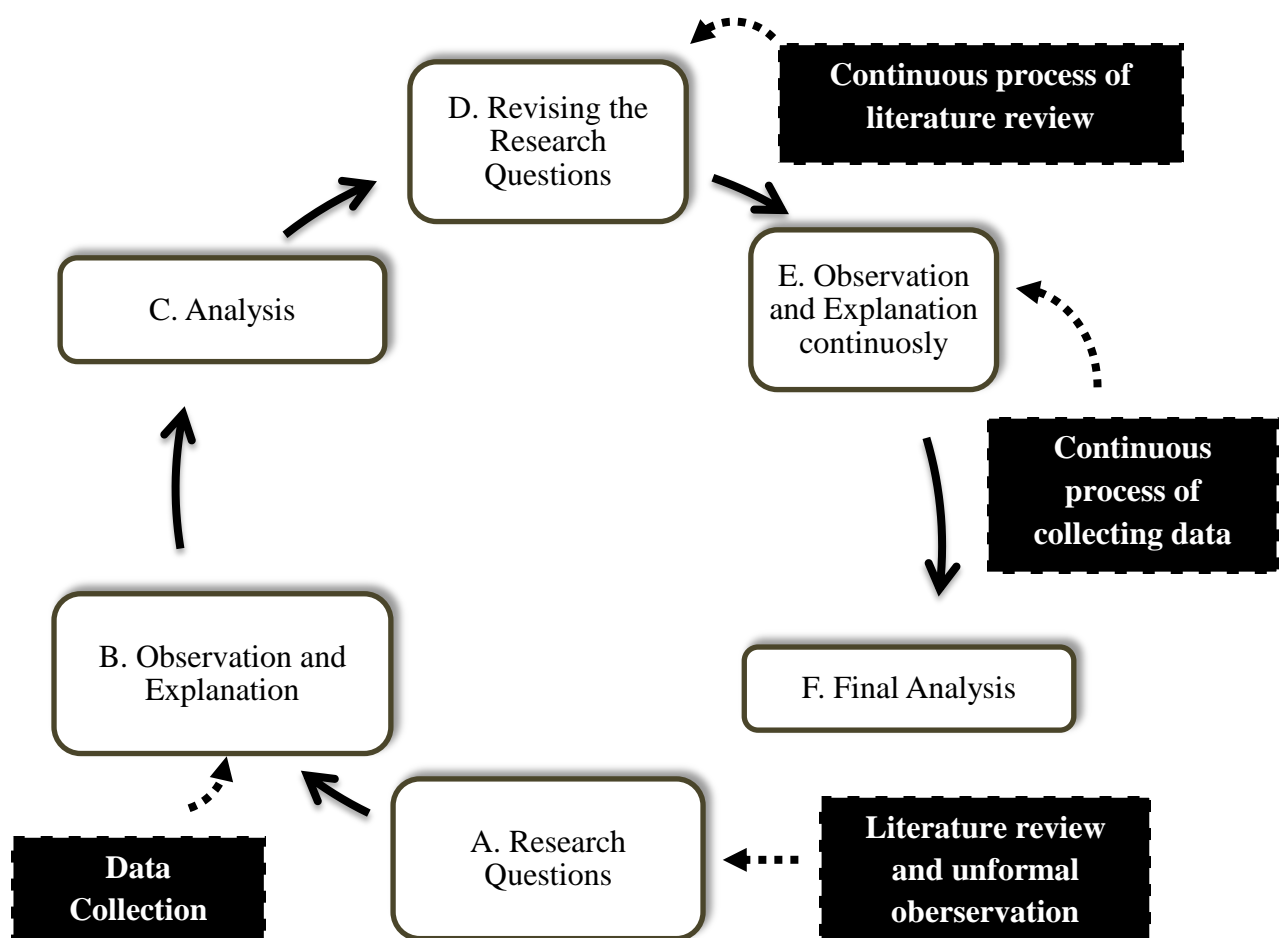 Continuous process of
literature review
D. Revising the
Research
Questions
E. Observation
and Explanation
continuosly
C. Analysis
Continuous
process of
collecting data
B. Observation and
Explanation
F. Final Analysis
A. Research
Questions
Literature review
and unformal
oberservation
Data
Collection